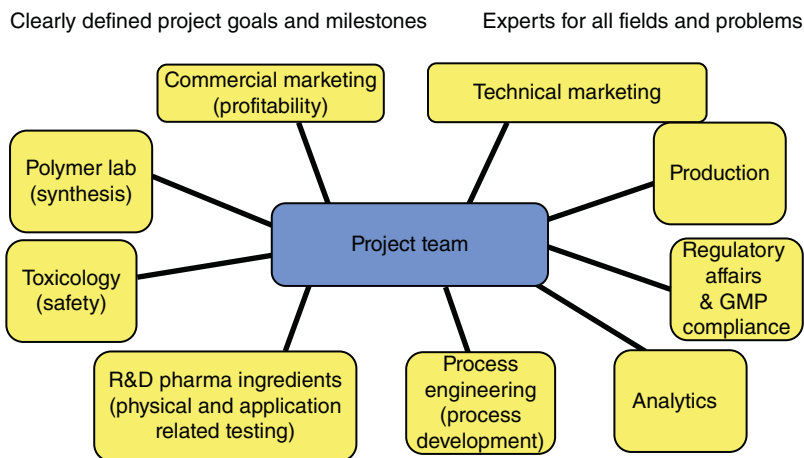 Clearly defined project goals and milestones
Experts for all fields and problems
Commercial marketing
(profitability)
Technical marketing
Polymer lab
(synthesis)
Production
Project team
Toxicology
(safety)
Regulatory
affairs
& GMP
compliance
R&D pharma ingredients
(physical and application
related testing)
Process
engineering
(process
development)
Analytics